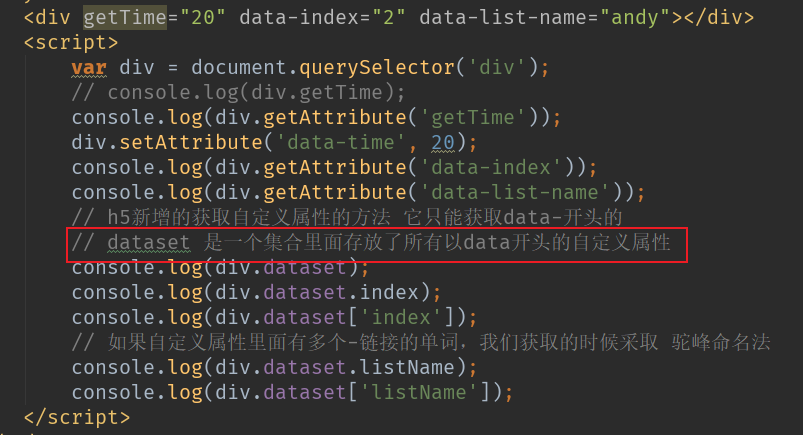 <div getTime="20" data-index="2" data-list-name="andy"></div>
<script>
var div = document.querySelector('div');
// console.log(div.getTime);
console.log(div.getAttribute('getTime'));
div.setAttribute('data-time', 20);
console.log(div.getAttribute('data-index'));
console.log(div.getAttribute('data-list-name'));
// h5新增的获取自定义属性的方法 它只能获取data-开头的
// dataset 是一个集合里面存放了所有以data开头的自定义属性
console.log(div.dataset);
console.log(div.dataset.index);
console.log(div.dataset['index']);
// 如果自定义属性里面有多个-链接的单词，我们获取的时候采取 驼峰命名法
console.log(div.dataset.listName);
console.log(div.dataset['listName']);
</script>